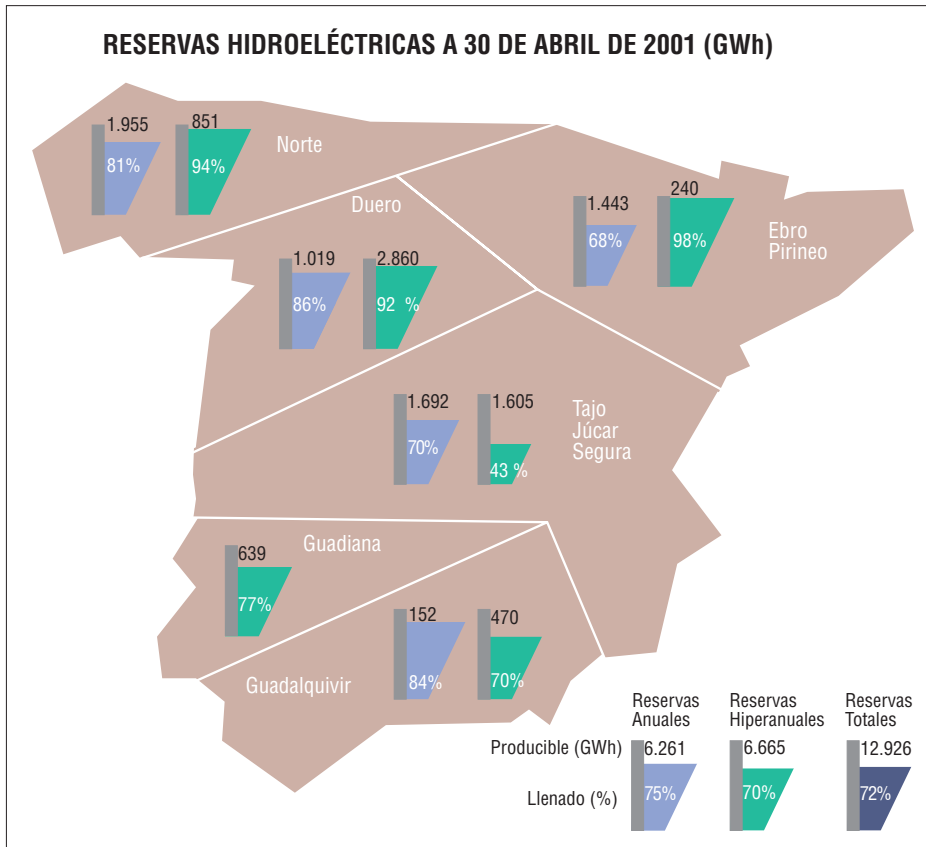 RESERVAS HIDROELÉCTRICAS A 30 DE ABRIL DE 2001 (GWh)
1.955 851
81% 94%
Norte
Duero
1.019 2.860
86% 92 %
1.443 240
68% 98%
Ebro
Pirineo
1.692 1.605
70% 43 %
Tajo
Júcar
Segura
Guadiana
639
77%
Guadalquivir
152 470
84% 70%
Reservas Anuales
Reservas Hiperanuales
Reservas Totales
Producible (GWh) 6.261 6.665 12.926
Llenado (%) 75% 70% 72%